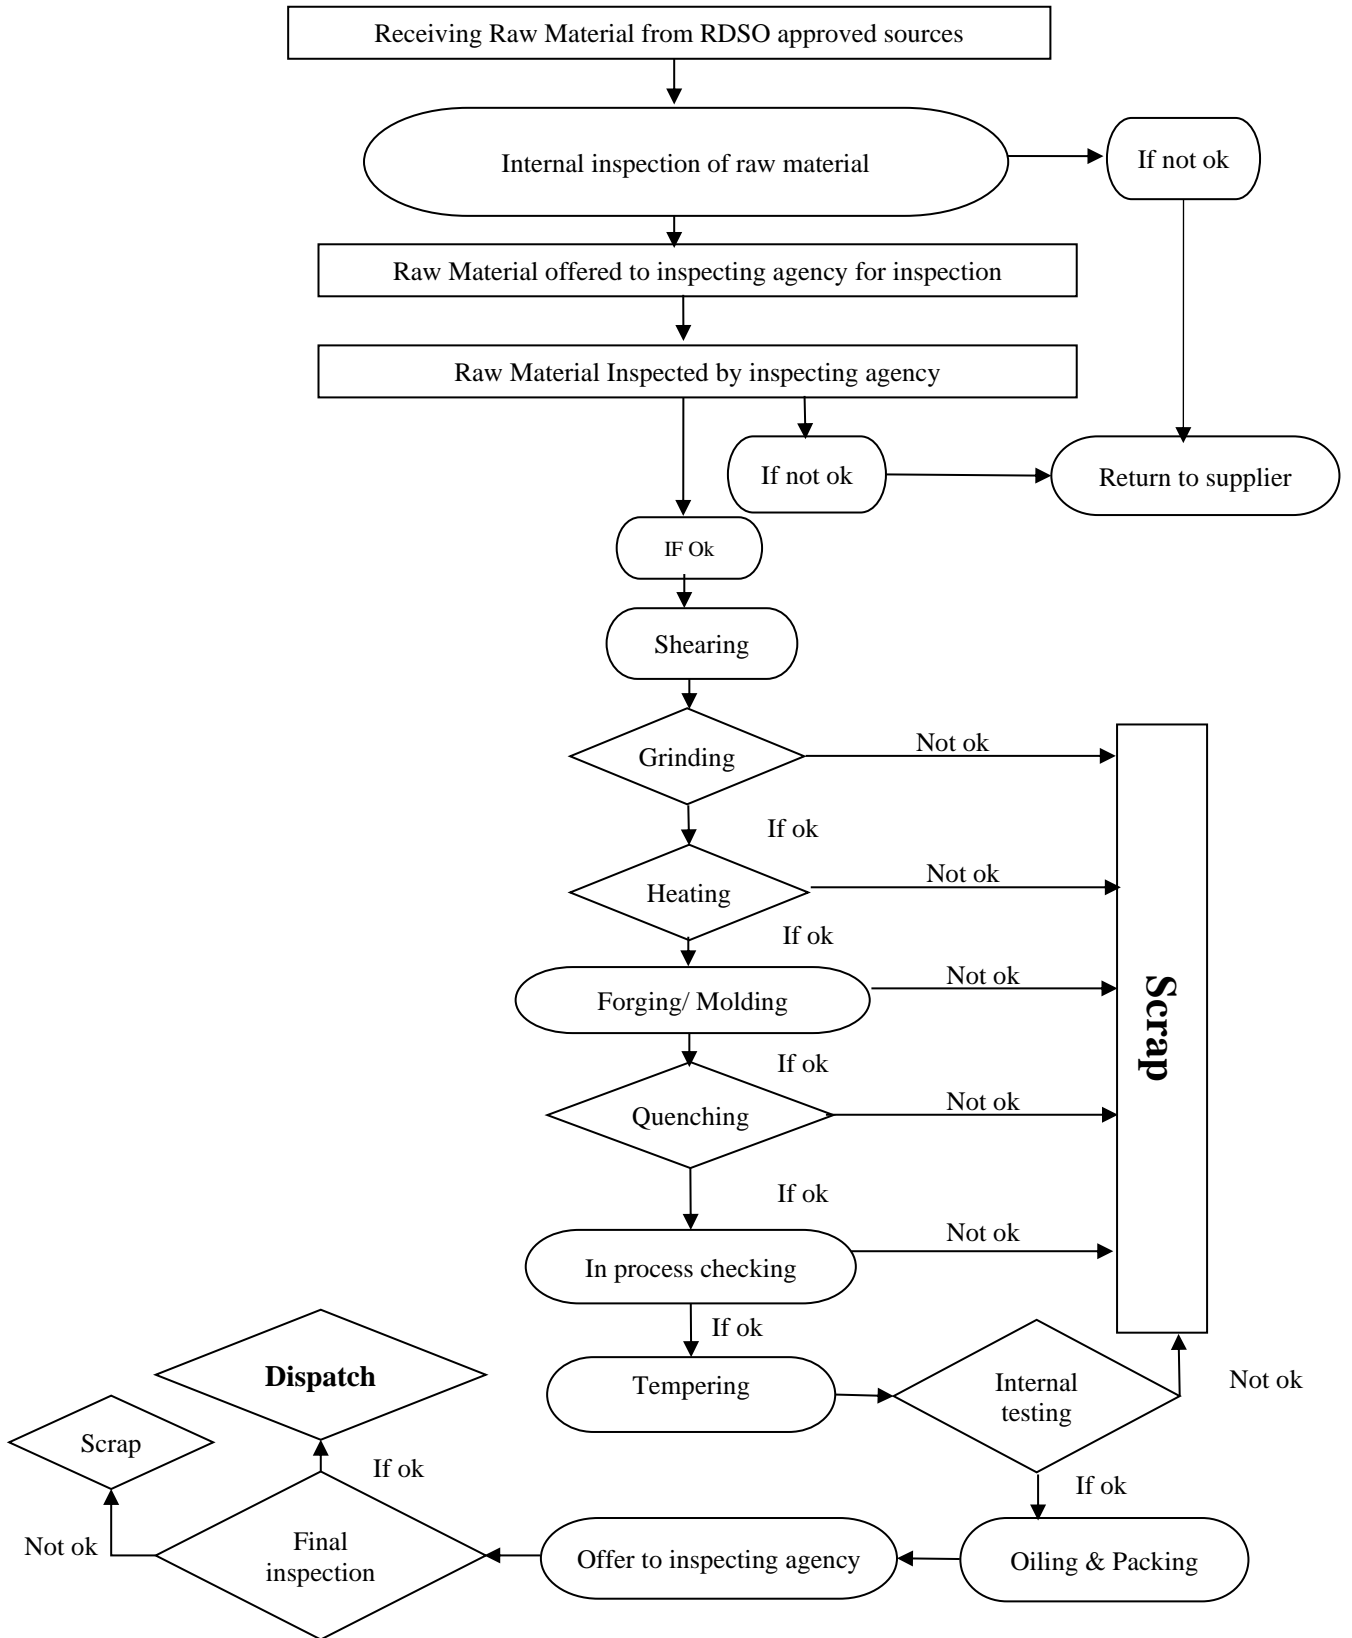 Receiving Raw Material from RDSO approved sources
Internal inspection of raw material
If not ok
Raw Material offered to inspecting agency for inspection
Raw Material Inspected by inspecting agency
If not ok
Return to supplier
IF Ok
Shearing
Grinding
Not ok
If ok
Heating
Not ok
If ok
Forging/ Molding
Not ok
Scrap
If ok
Quenching
Not ok
If ok
In process checking
Not ok
If ok
Tempering
Internal
testing
Not ok
If ok
Oiling & Packing
Offer to inspecting agency
Final
inspection
If ok
Dispatch
Not ok
Scrap